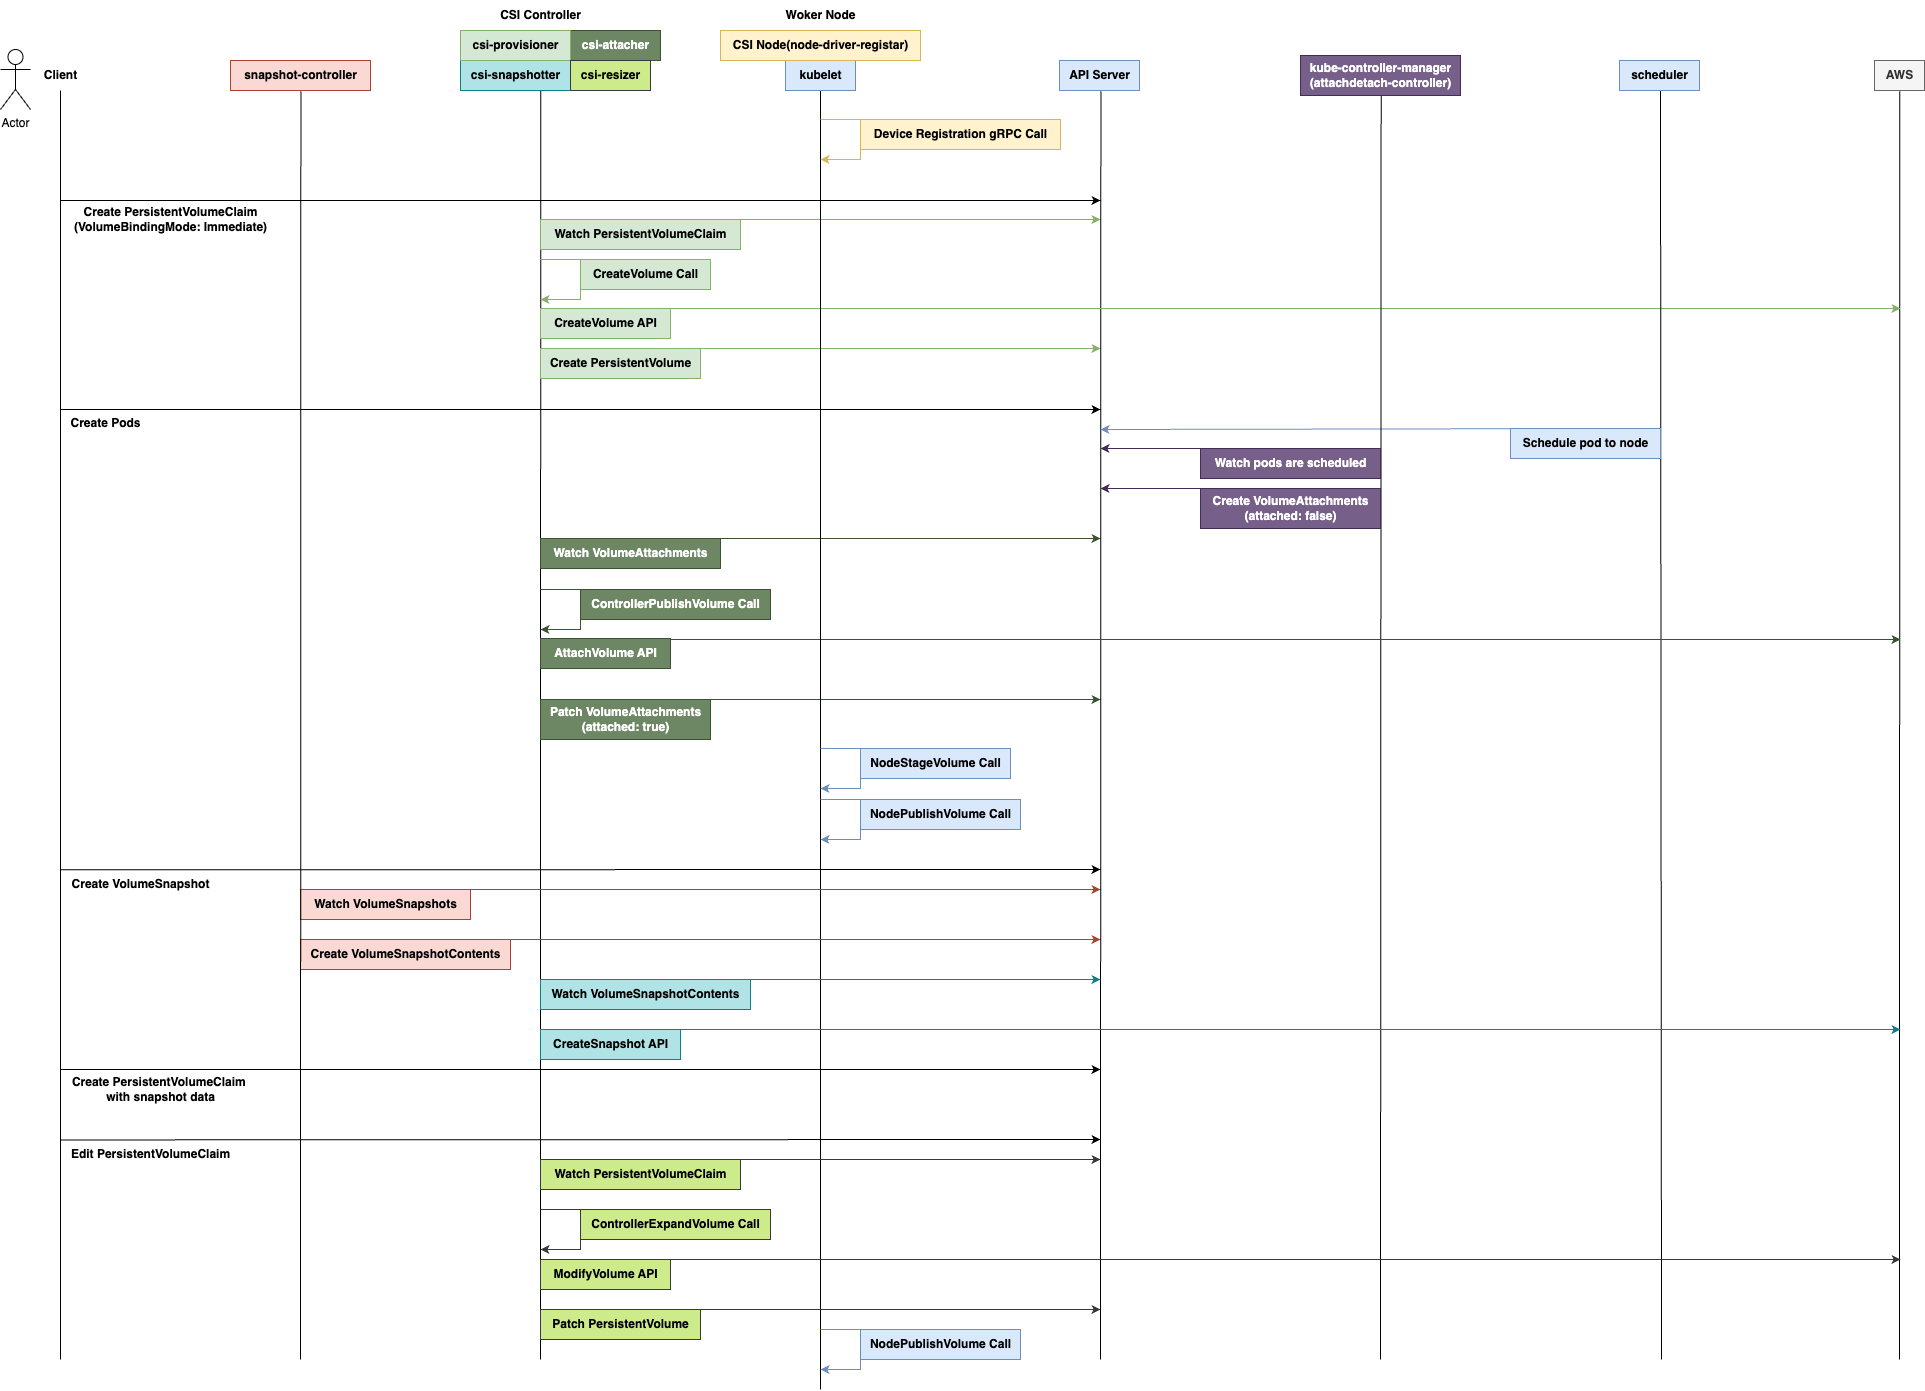 CSI Controller
Woker Node
csi-provisioner
csi-attacher
CSI Node(node-driver-registar)
Client
snapshot-controller
csi-snapshotter
csi-resizer
kubelet
API Server
kube-controller-manager
(attachdetach-controller)
scheduler
AWS
Actor
Device Registration gRPC Call
Create PersistentVolumeClaim
(VolumeBindingMode: Immediate)
Watch PersistentVolumeClaim
CreateVolume Call
CreateVolume API
Create PersistentVolume
Create Pods
Schedule pod to node
Watch pods are scheduled
Create VolumeAttachments
(attached: false)
Watch VolumeAttachments
ControllerPublishVolume Call
AttachVolume API
Patch VolumeAttachments
(attached: true)
NodeStageVolume Call
NodePublishVolume Call
Create VolumeSnapshot
Watch VolumeSnapshots
Create VolumeSnapshotContents
Watch VolumeSnapshotContents
CreateSnapshot API
Create PersistentVolumeClaim
with snapshot data
Edit PersistentVolumeClaim
Watch PersistentVolumeClaim
ControllerExpandVolume Call
ModifyVolume API
Patch PersistentVolume
NodePublishVolume Call